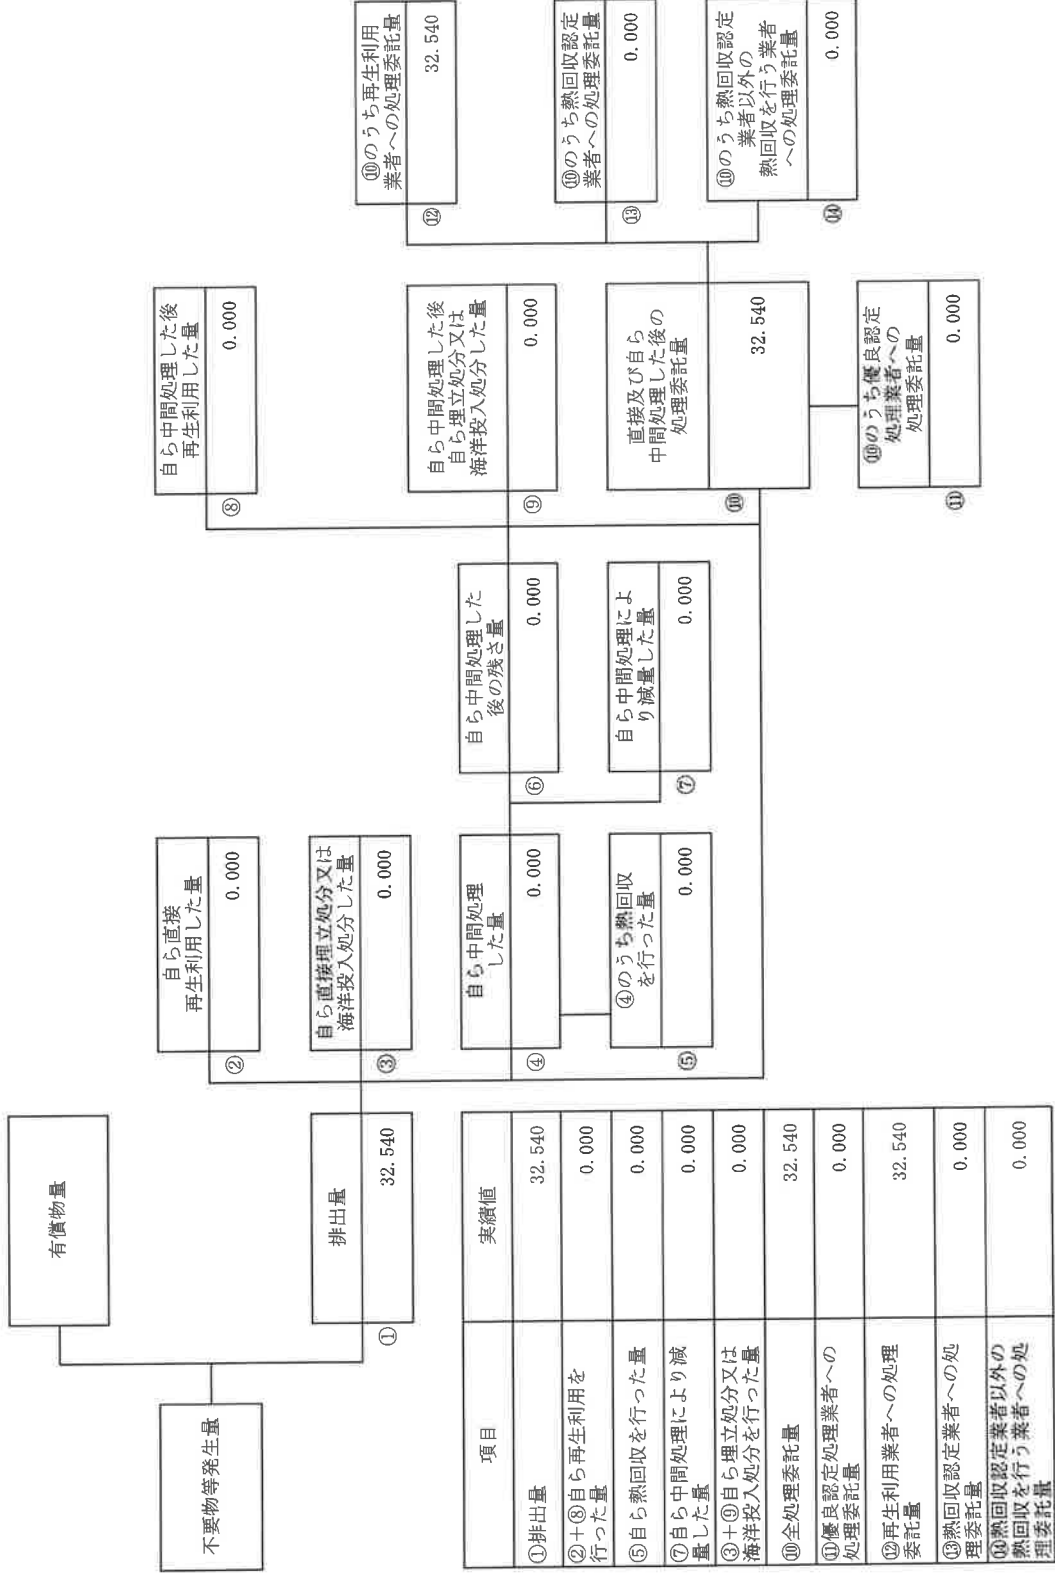 不要物等発生量
有償物量
排出量
①
32.540
自ら直接
再生利用した量
②
0.000
自ら直接埋立処分又は
海洋投入処分した量
③
0.000
自ら中間処理
した量
④
0.000
④のうち熱回収
を行った量
⑤
0.000
自ら中間処理した
後の残さ量
⑥
0.000
自ら中間処理によ
り減量した量
⑦
0.000
自ら中間処理した後
再生利用した量
⑧
0.000
自ら中間処理した後
自ら埋立処分又は
海洋投入処分した量
⑨
0.000
直接及び自ら
中間処理した後の
処理委託量
⑩
32.540
⑩のうち優良認定
処理業者への
処理委託量
⑪
0.000
⑩のうち再生利用
業者への処理委託量
⑫
32.540
⑩のうち熱回収認定
業者への処理委託量
⑬
0.000
⑩のうち熱回収認定
業者以外の
熱回収を行う業者
への処理委託量
⑭
0.000
項目 実績値
①排出量 32.540
②+⑧自ら再生利用を
行った量 0.000
⑤自ら熱回収を行った量 0.000
⑦自ら中間処理により減
量した量 0.000
③+⑨自ら埋立処分又は
海洋投入処分を行った量 0.000
⑩全処理委託量 32.540
⑪優良認定処理業者への
処理委託量 0.000
⑫再生利用業者への処理
委託量 32.540
⑬熱回収認定業者への処
理委託量 0.000
⑭熱回収認定業者以外の
熱回収を行う業者への処
理委託量 0.000